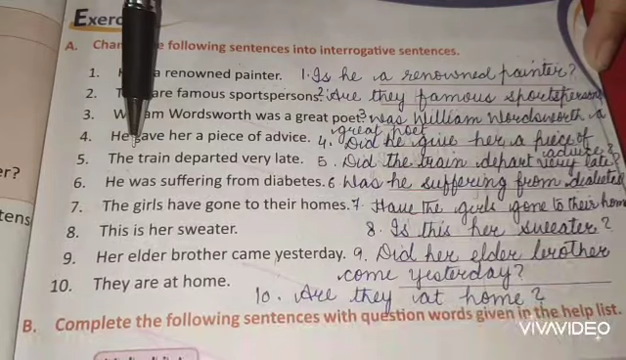 Exerc
A. Chan e following sentences into interrogative sentences.
1. a renowned painter. 1. Is he a renowned painter?
2. T are famous sportspersons. 2. Are they famous sportsperson
3. W am Wordsworth was a great poet. 3 was William Wordsworth a
great poet
4. He gave her a piece of advice. 4. Did he give her a piece of
advice?
5. The train departed very late. 5. Did the train depart very late?
6. He was suffering from diabetes. 6 Was he suffering from diabetes
7. The girls have gone to their homes. 7. Have the girls gone to their hom
8. This is her sweater. 8. Is this her sweater?
9. Her elder brother came yesterday. 9. Did her elder brother
come yesterday?
10. They are at home. 10. Are they at home?
B. Complete the following sentences with question words given in the help list.
er?
tens
VIVAVIDEO